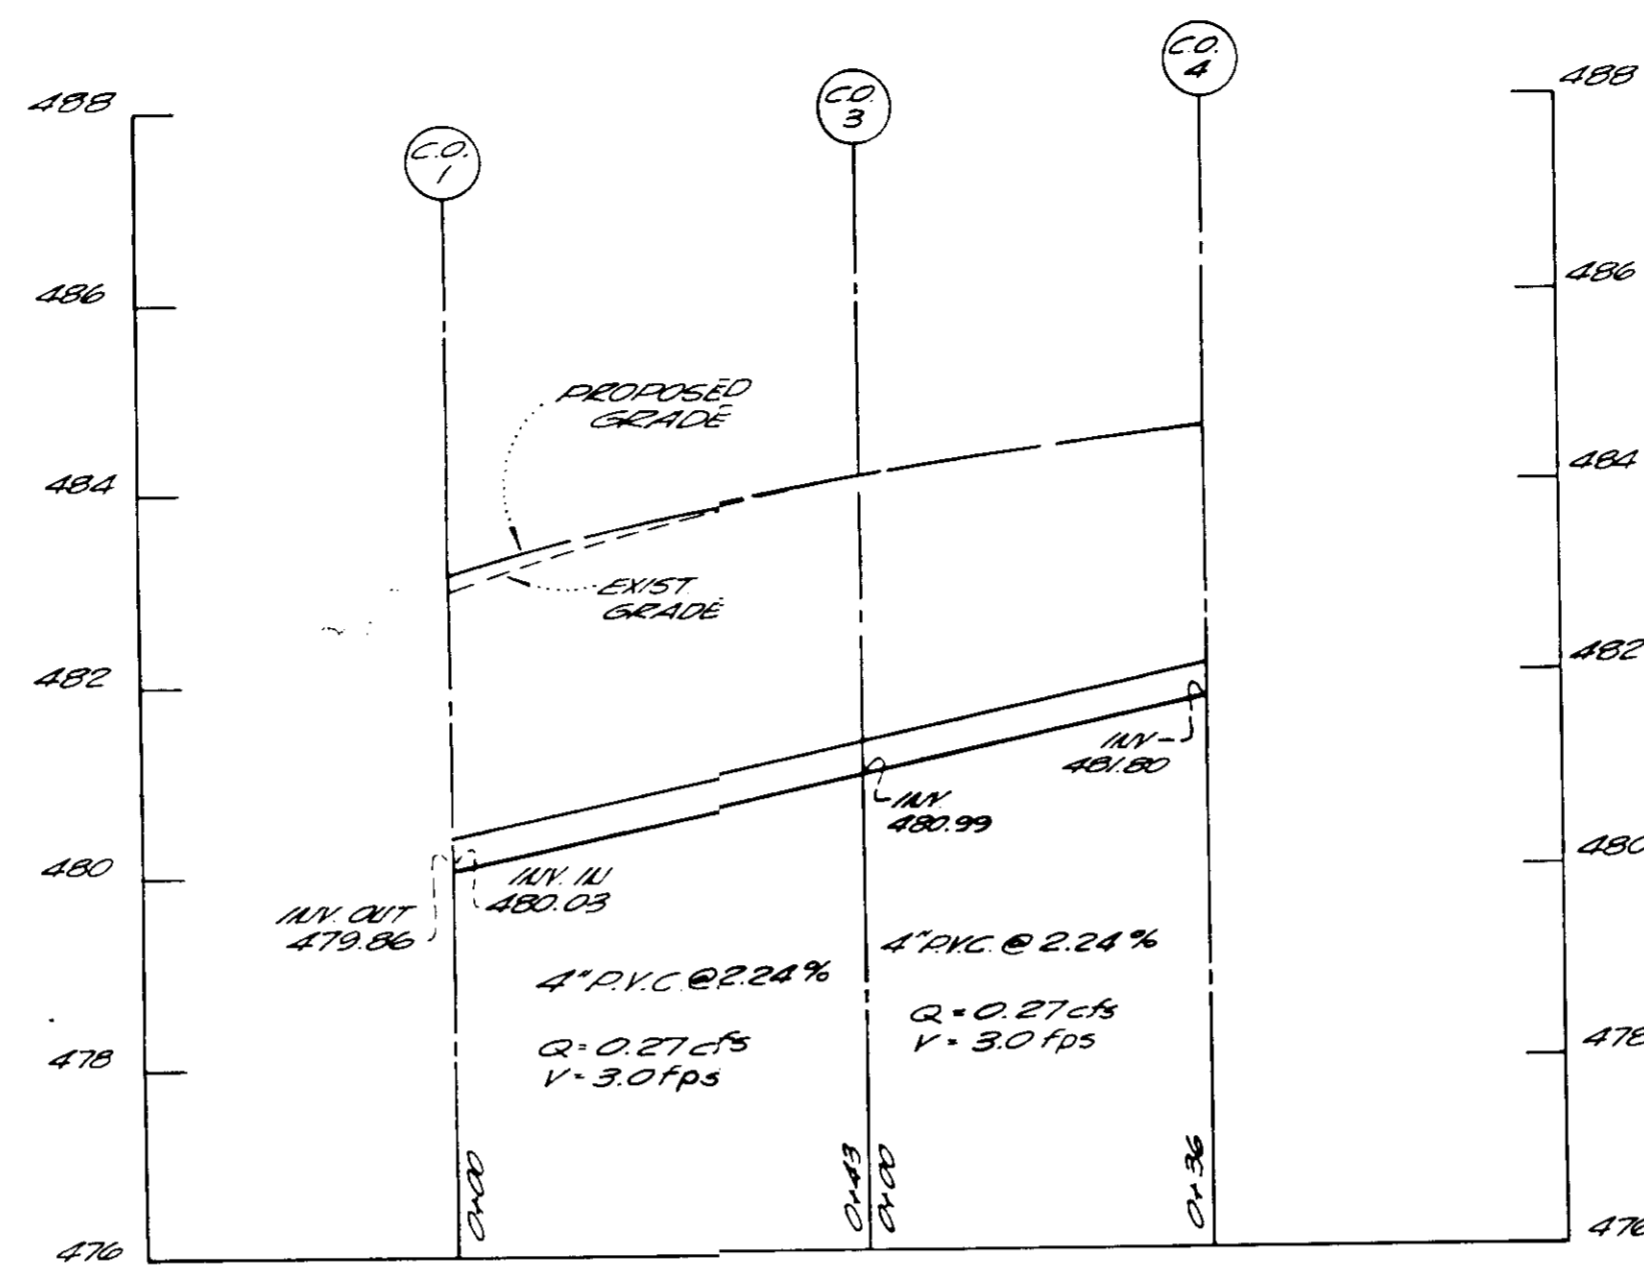 C.O.
4
C.O.
3
C.O.
1
488
488
486
486
PROPOSED
GRADE
484
484
EXIST.
GRADE
482
482
INV.
481.80
INV.
480.99
480
480
INV. IN
480.03
INV. OUT
479.86
4" P.V.C. @ 2.24%
Q = 0.27 cfs
V = 3.0 fps
4" P.V.C. @ 2.24%
Q = 0.27 cfs
V = 3.0 fps
478
478
0+00
0+43
0+00
0+36
476
476